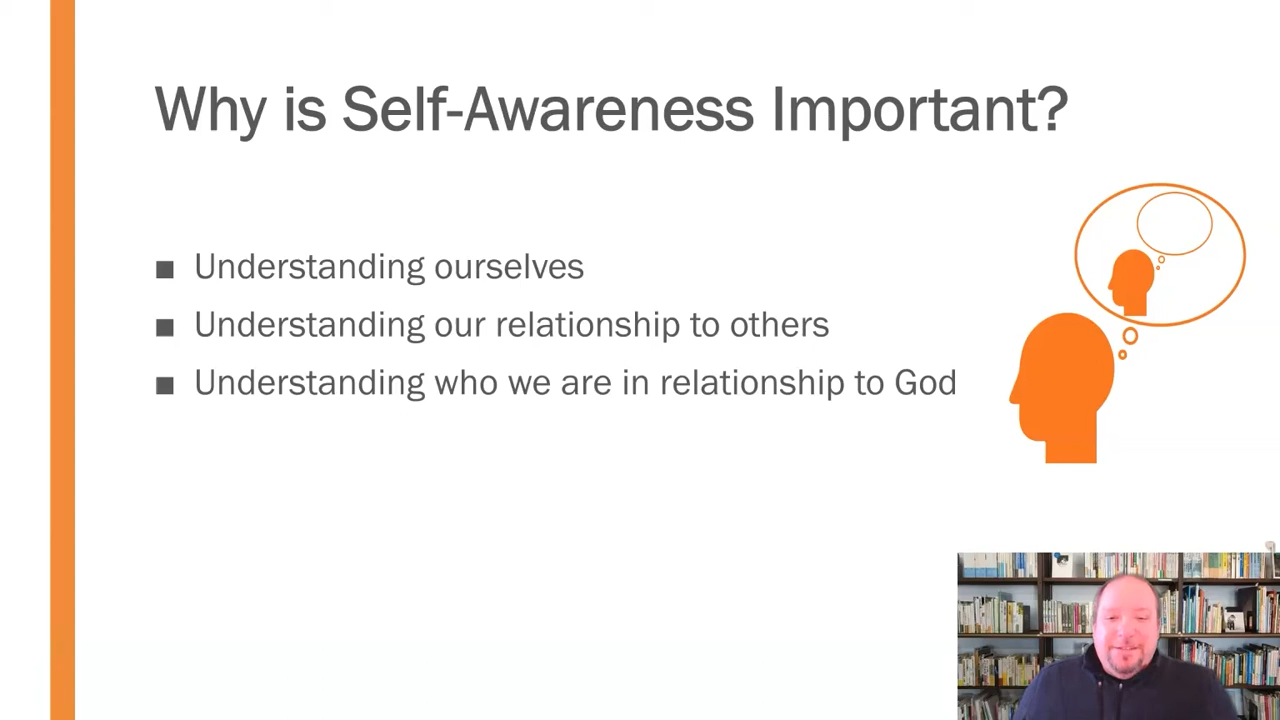 Why is Self-Awareness Important?
■ Understanding ourselves
■ Understanding our relationship to others
■ Understanding who we are in relationship to God